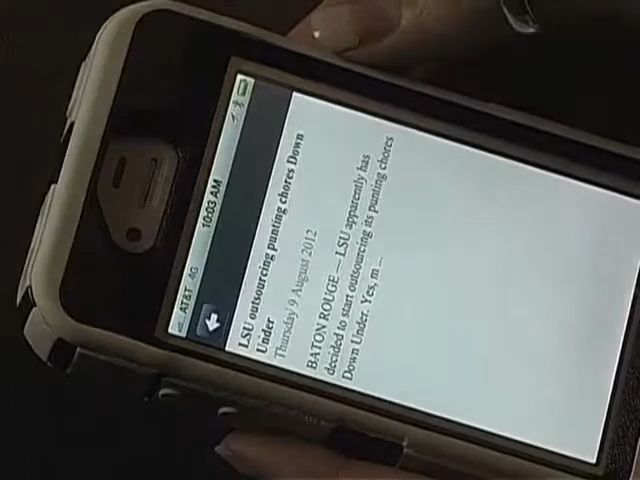 AT&T 4G 10:03 AM
LSU outsourcing punting chores Down
Under
Thursday 9 August 2012
BATON ROUGE — LSU apparently has
decided to start outsourcing its punting chores
Down Under. Yes, m ...